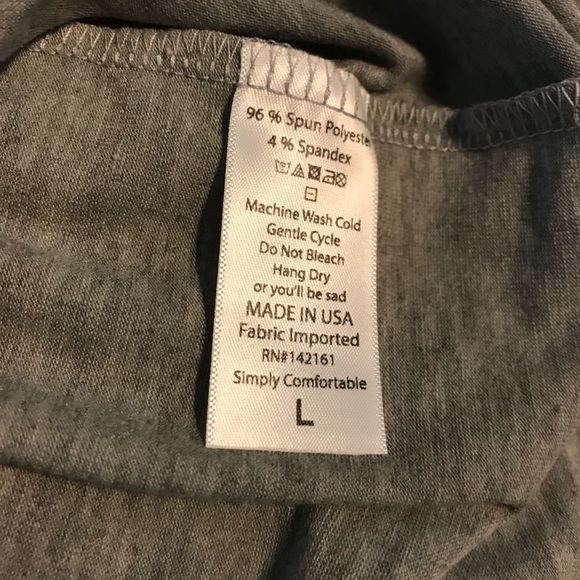 96 % Spun Polyester
4 % Spandex
Machine Wash Cold
Gentle Cycle
Do Not Bleach
Hang Dry
or you'll be sad
MADE IN USA
Fabric Imported
RN#142161
Simply Comfortable
L